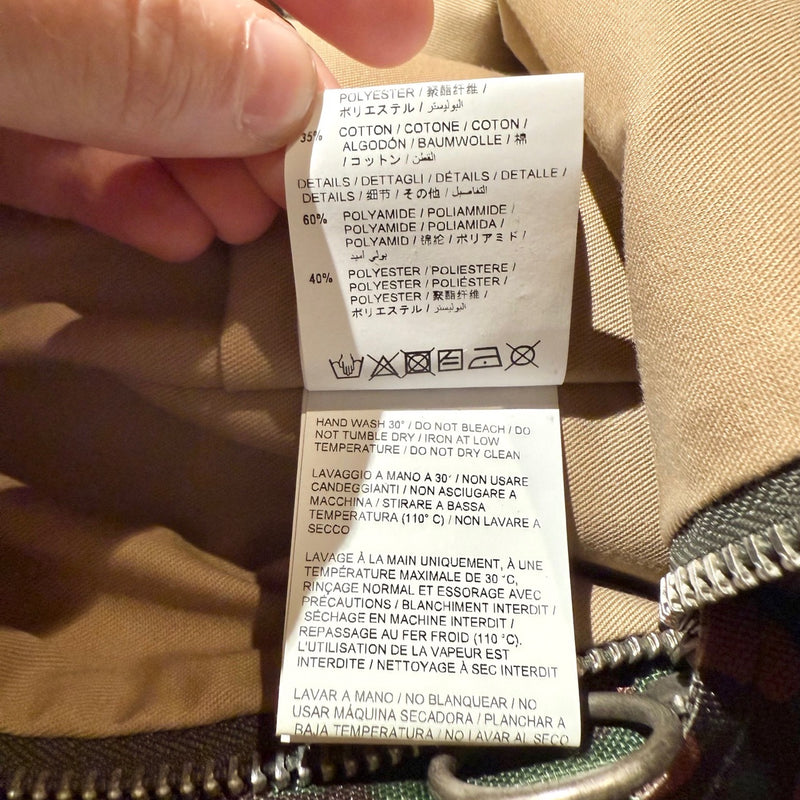 POLYESTER / 聚酯纤维 /
ポリエステル / البوليستر
35% COTTON / COTONE / COTON /
ALGODÓN / BAUMWOLLE / 棉
/ コットン / القطن
DETAILS / DETTAGLI / DÉTAILS / DETALLE /
DETAILS / 细节 / その他 / التفاصيل
60% POLYAMIDE / POLIAMMIDE /
POLYAMIDE / POLIAMIDA /
POLYAMID / 锦纶 / ポリアミド /
بولي أميد
40% POLYESTER / POLIESTERE /
POLYESTER / POLIÉSTER /
POLYESTER / 聚酯纤维 /
ポリエステル / البوليستر
HAND WASH 30° / DO NOT BLEACH / DO
NOT TUMBLE DRY / IRON AT LOW
TEMPERATURE / DO NOT DRY CLEAN
LAVAGGIO A MANO A 30° / NON USARE
CANDEGGIANTI / NON ASCIUGARE A
MACCHINA / STIRARE A BASSA
TEMPERATURA (110° C) / NON LAVARE A
SECCO
LAVAGE À LA MAIN UNIQUEMENT, À UNE
TEMPÉRATURE MAXIMALE DE 30 °C,
RINÇAGE NORMAL ET ESSORAGE AVEC
PRÉCAUTIONS / BLANCHIMENT INTERDIT /
SÉCHAGE EN MACHINE INTERDIT /
REPASSAGE AU FER FROID (110 °C).
L'UTILISATION DE LA VAPEUR EST
INTERDITE / NETTOYAGE À SEC INTERDIT
LAVAR A MANO / NO BLANQUEAR / NO
USAR MÁQUINA SECADORA / PLANCHAR A
BAJA TEMPERATURA / NO LAVAR AL SECO